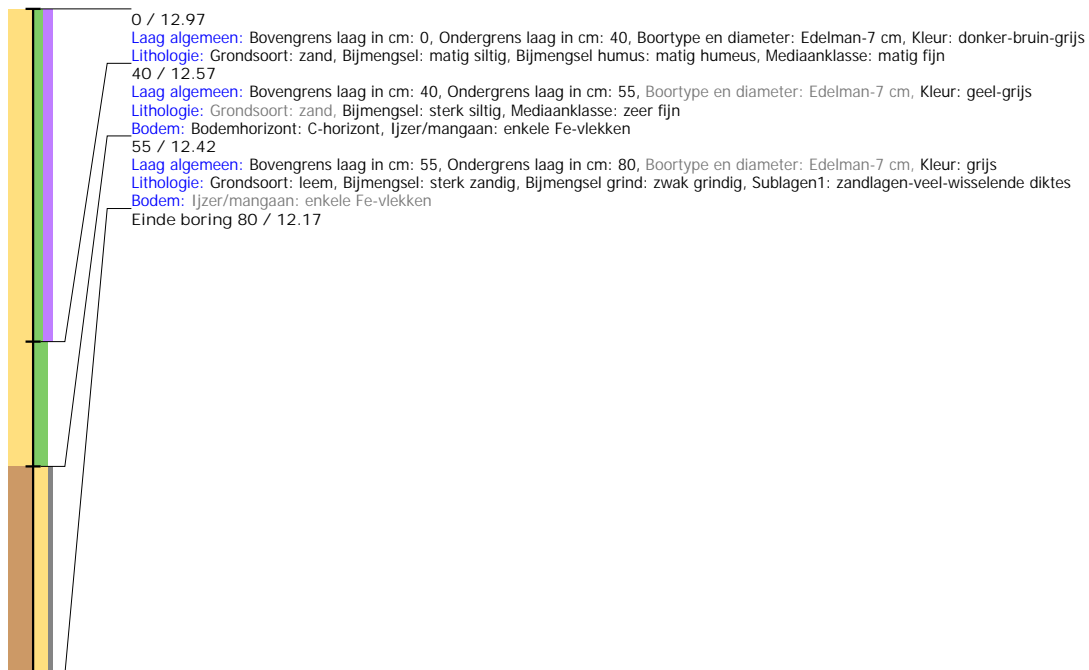 0 / 12.97
Laag algemeen: Bovengrens laag in cm: 0, Ondergrens laag in cm: 40, Boortype en diameter: Edelman-7 cm, Kleur: donker-bruin-grijs
Lithologie: Grondsoort: zand, Bijmengsel: matig siltig, Bijmengsel humus: matig humeus, Mediaanklasse: matig fijn
40 / 12.57
Laag algemeen: Bovengrens laag in cm: 40, Ondergrens laag in cm: 55, Boortype en diameter: Edelman-7 cm, Kleur: geel-grijs
Lithologie: Grondsoort: zand, Bijmengsel: sterk siltig, Mediaanklasse: zeer fijn
Bodem: Bodemhorizont: C-horizont, Ijzer/mangaan: enkele Fe-vlekken
55 / 12.42
Laag algemeen: Bovengrens laag in cm: 55, Ondergrens laag in cm: 80, Boortype en diameter: Edelman-7 cm, Kleur: grijs
Lithologie: Grondsoort: leem, Bijmengsel: sterk zandig, Bijmengsel grind: zwak grindig, Sublagen1: zandlagen-veel-wisselende diktes
Bodem: Ijzer/mangaan: enkele Fe-vlekken
Einde boring 80 / 12.17